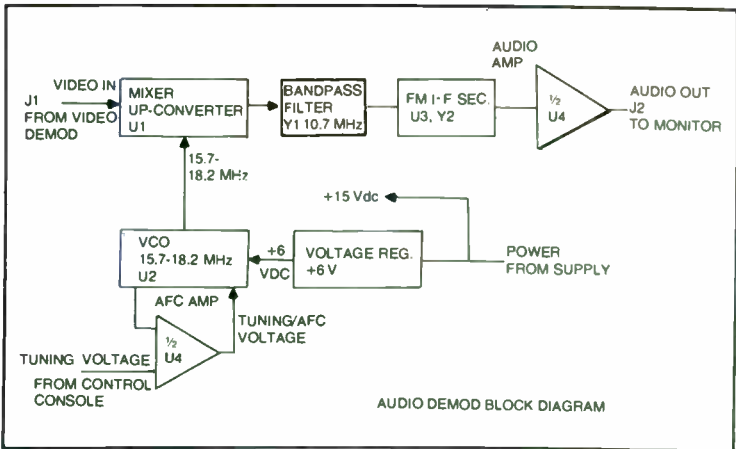 AUDIO
AMP
VIDEO IN
J1
FROM VIDEO
DEMOD
MIXER
UP-CONVERTER
U1
BANDPASS
FILTER
Y1 10.7 MHz
FM I-F SEC.
U3, Y2
½
U4
AUDIO OUT
J2
TO MONITOR
15.7-
18.2 MHz
+15 Vdc
VCO
15.7-18.2 MHz
U2
+6
VDC
VOLTAGE REG.
+6 V
POWER
FROM SUPPLY
AFC AMP
½
U4
TUNING/AFC
VOLTAGE
TUNING VOLTAGE
FROM CONTROL
CONSOLE
AUDIO DEMOD BLOCK DIAGRAM